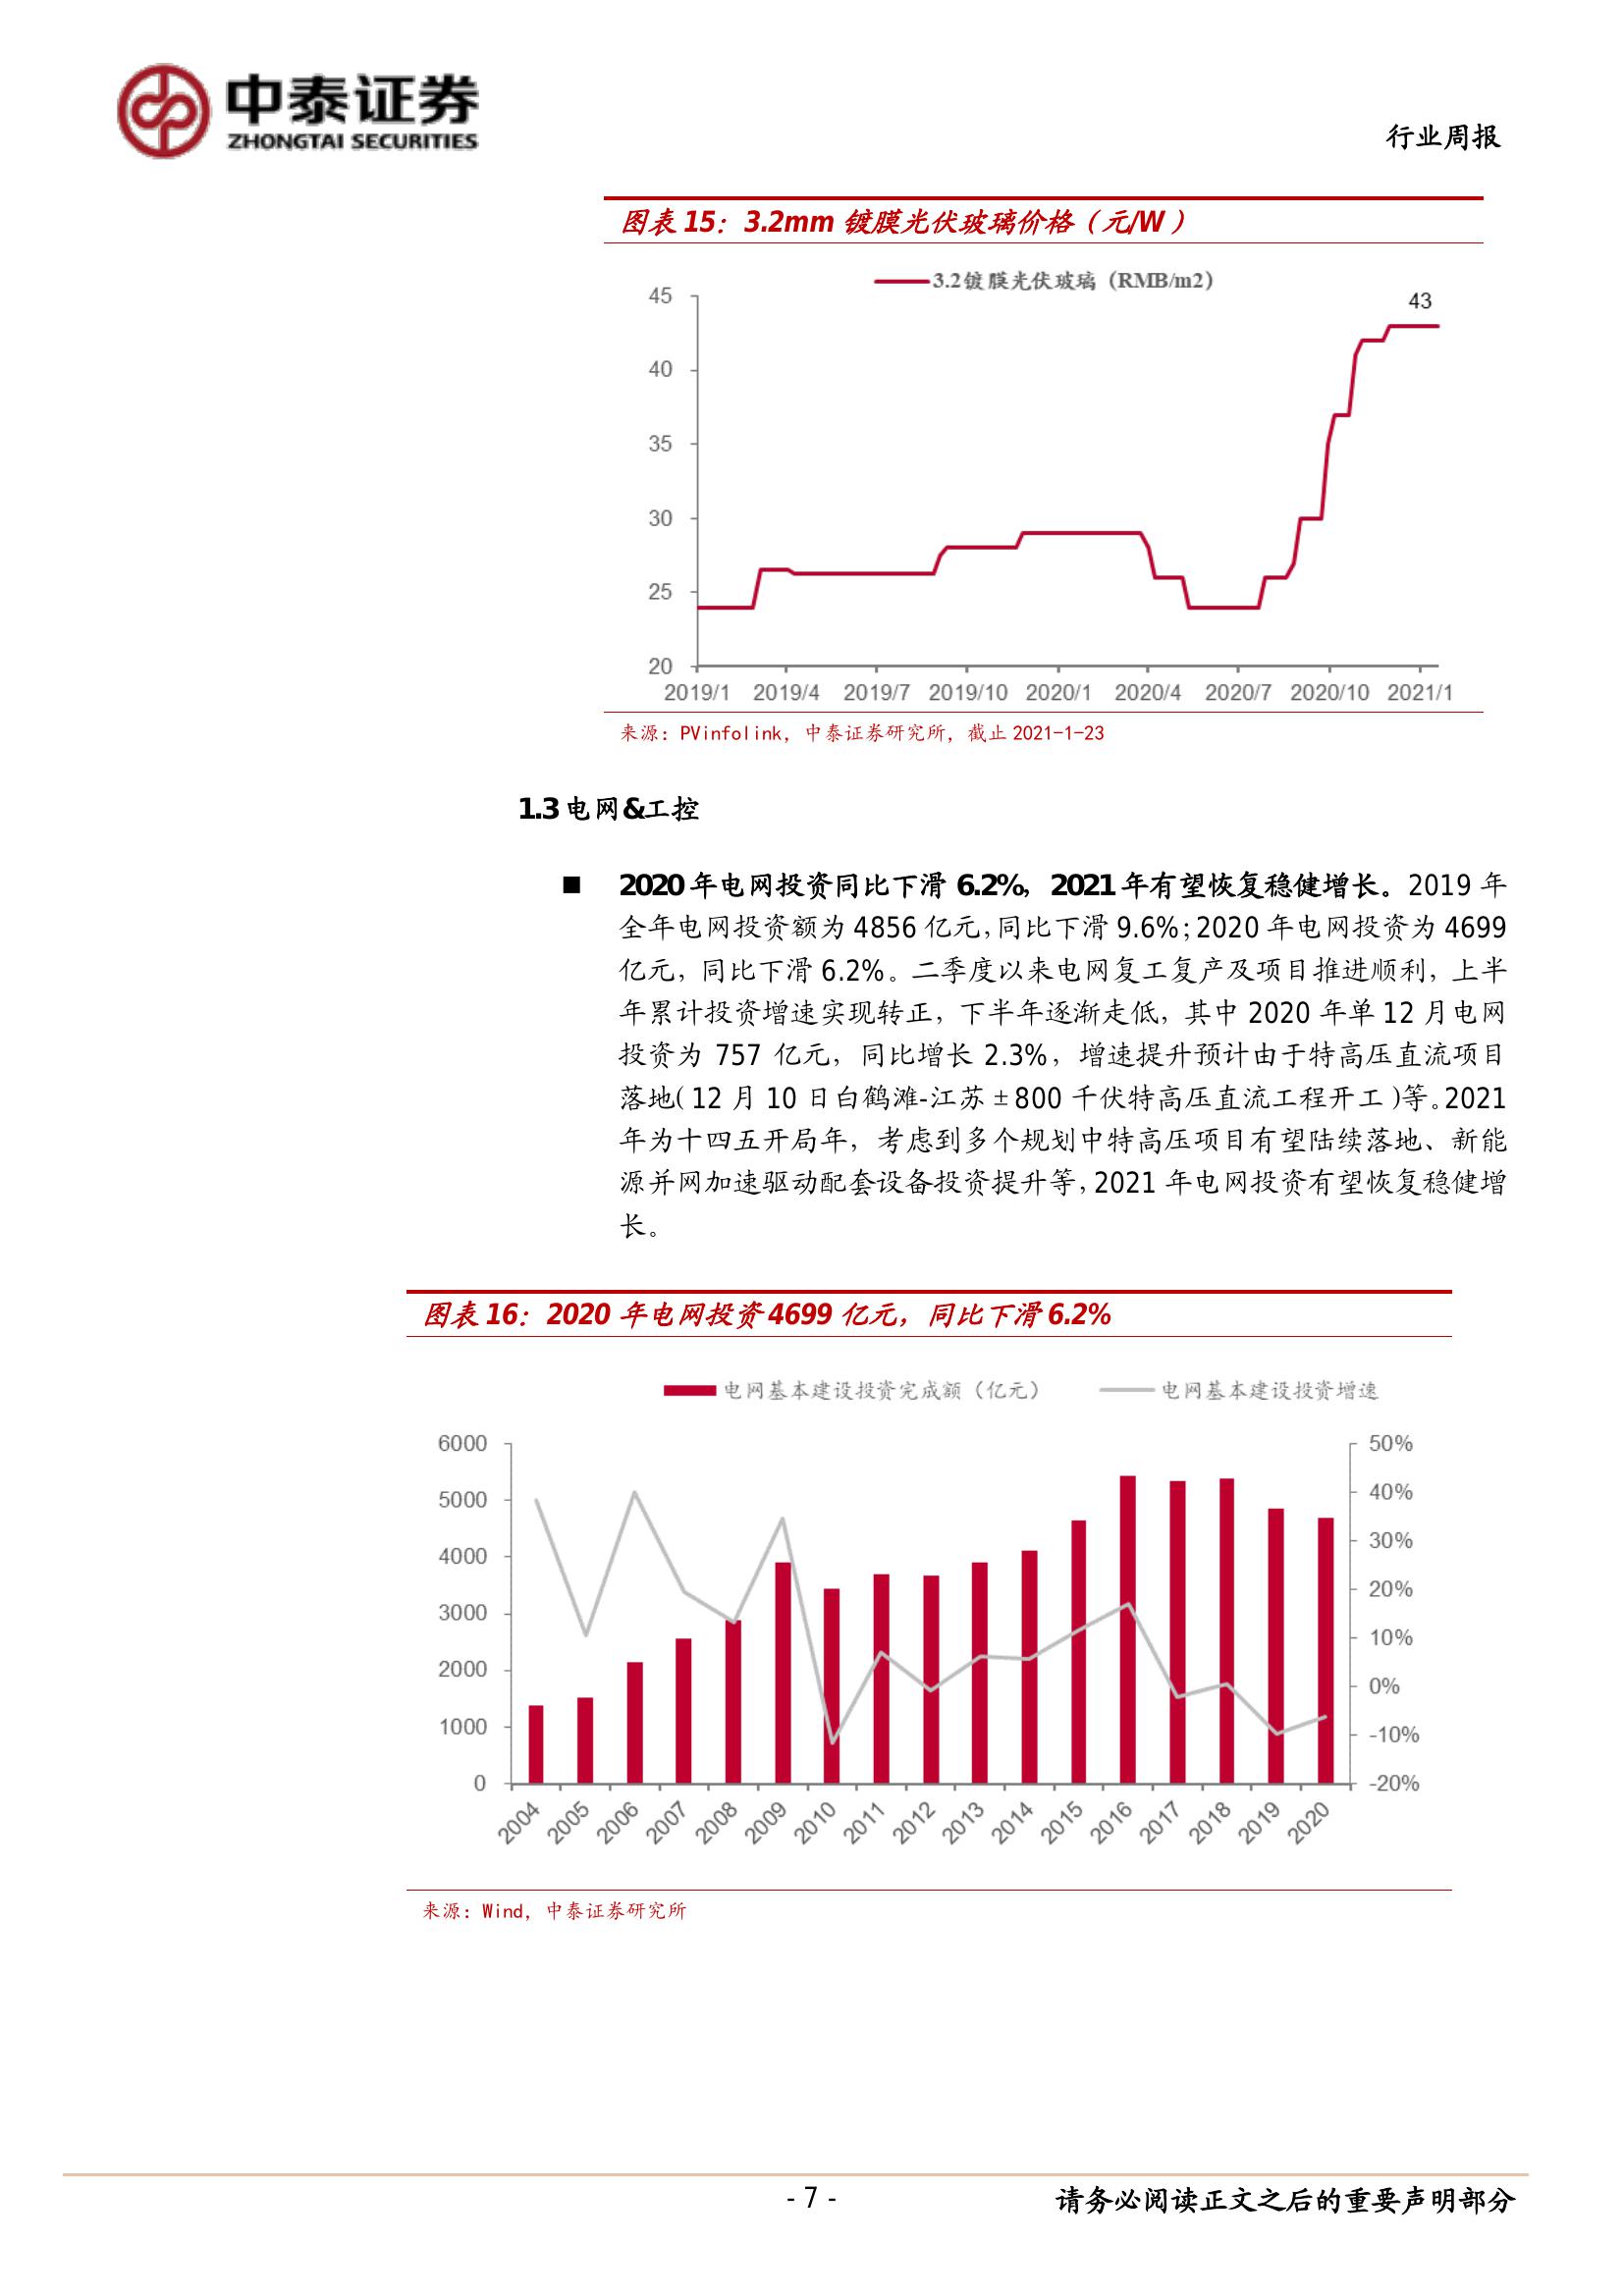 中泰证券
ZHONGTAI SECURITIES
行业周报
图表 15：3.2mm 镀膜光伏玻璃价格（元/W）
3.2镀膜光伏玻璃（RMB/m2）
43
45
40
35
30
25
20
2019/1 2019/4 2019/7 2019/10 2020/1 2020/4 2020/7 2020/10 2021/1
来源：PVinfolink，中泰证券研究所，截止 2021-1-23
1.3 电网&工控
■ 2020 年电网投资同比下滑 6.2%，2021 年有望恢复稳健增长。2019 年
全年电网投资额为 4856 亿元，同比下滑 9.6%；2020 年电网投资为 4699
亿元，同比下滑 6.2%。二季度以来电网复工复产及项目推进顺利，上半
年累计投资增速实现转正，下半年逐渐走低，其中 2020 年单 12 月电网
投资为 757 亿元，同比增长 2.3%，增速提升预计由于特高压直流项目
落地（12 月 10 日白鹤滩-江苏±800 千伏特高压直流工程开工）等。2021
年为十四五开局年，考虑到多个规划中特高压项目有望陆续落地、新能
源并网加速驱动配套设备投资提升等，2021 年电网投资有望恢复稳健增
长。
图表 16：2020 年电网投资 4699 亿元，同比下滑 6.2%
电网基本建设投资完成额（亿元） 电网基本建设投资增速
6000
5000
4000
3000
2000
1000
0
50%
40%
30%
20%
10%
0%
-10%
-20%
2004 2005 2006 2007 2008 2009 2010 2011 2012 2013 2014 2015 2016 2017 2018 2019 2020
来源：Wind，中泰证券研究所
- 7 -
请务必阅读正文之后的重要声明部分